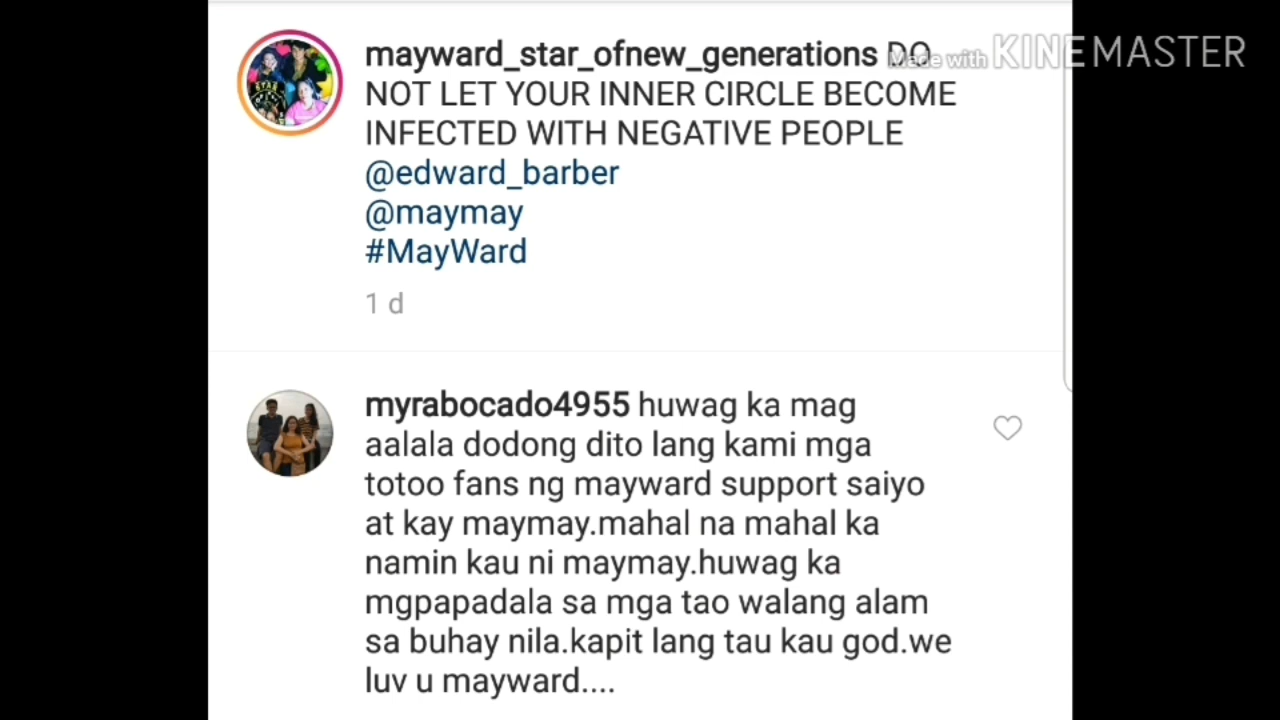 mayward_star_ofnew_generations DO
Made with KINEMASTER
NOT LET YOUR INNER CIRCLE BECOME
INFECTED WITH NEGATIVE PEOPLE
@edward_barber
@maymay
#MayWard
1 d
myrabocado4955 huwag ka mag
aalala dodong dito lang kami mga
totoo fans ng mayward support saiyo
at kay maymay.mahal na mahal ka
namin kau ni maymay.huwag ka
mgpapadala sa mga tao walang alam
sa buhay nila.kapit lang tau kau god.we
luv u mayward....